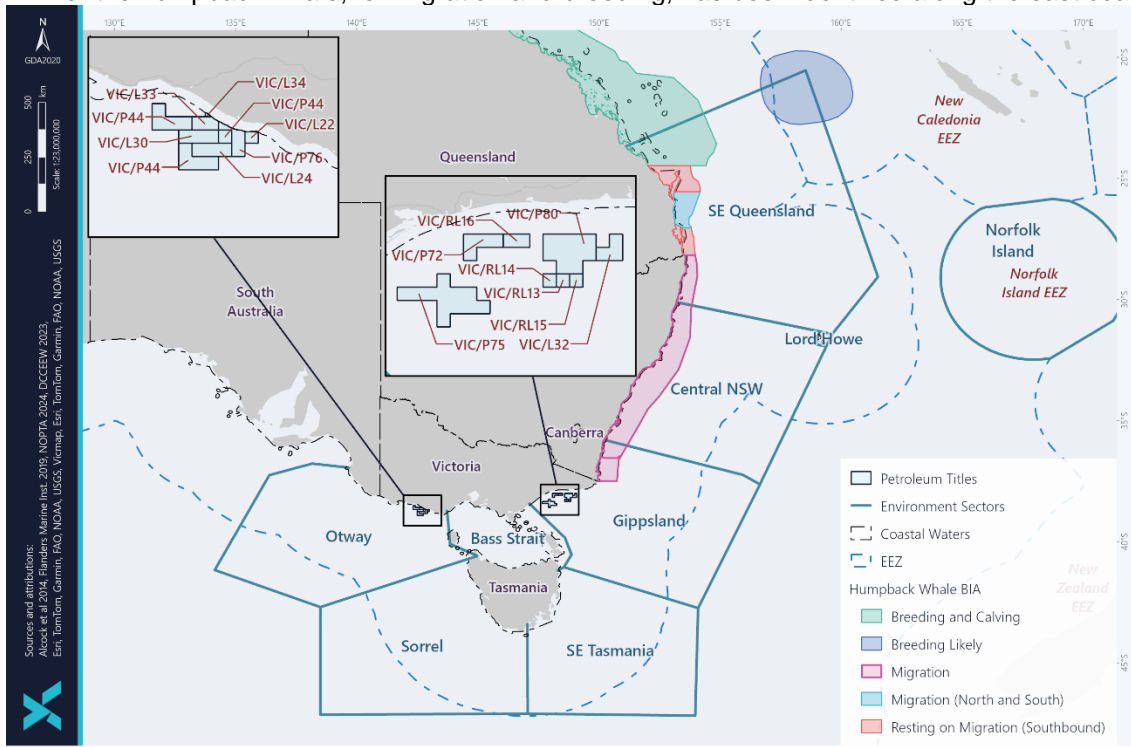 130°E
135°E
140°E
145°E
150°E
155°E
160°E
165°E
170°E
N
GDA2020
500
km
250
0
Scale: 1:23,000,000
Sources and attributions:
Alcock et al 2014, Flanders Marine Inst. 2019, NOPTA 2024, DCCEEW 2023,
Esri, TomTom, Garmin, FAO, NOAA, USGS, Vicmap, Esri, TomTom, Garmin, FAO, NOAA, USGS,
Esri, TomTom, Garmin, FAO, NOAA, USGS
VIC/L34
VIC/L33
VIC/P44
VIC/P44
VIC/L22
VIC/L30
VIC/P76
VIC/P44
VIC/L24
VIC/P80
VIC/RL16
VIC/P72
VIC/RL14
VIC/RL13
VIC/RL15
VIC/P75
VIC/L32
20°S
25°S
30°S
35°S
40°S
45°S
New
Caledonia
EEZ
Queensland
SE Queensland
Norfolk
Island
Norfolk
Island EEZ
South
Australia
Lord Howe
Central NSW
Canberra
Victoria
Gippsland
Otway
Bass Strait
Tasmania
New
Zealand
EEZ
Sorrel
SE Tasmania
Petroleum Titles
Environment Sectors
Coastal Waters
EEZ
Humpback Whale BIA
Breeding and Calving
Breeding Likely
Migration
Migration (North and South)
Resting on Migration (Southbound)